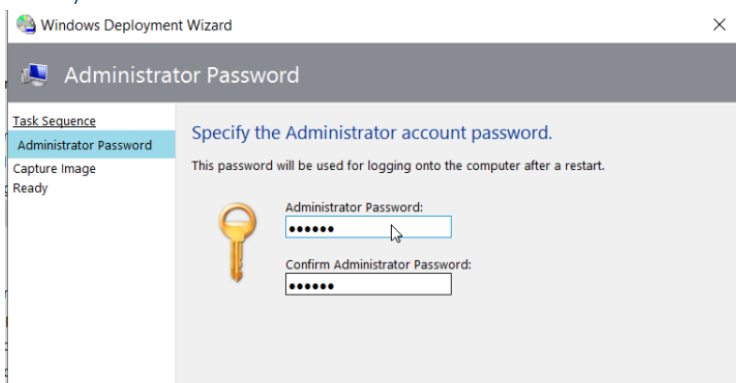 Windows Deployment Wizard
Administrator Password
Task Sequence
Administrator Password
Capture Image
Ready
Specify the Administrator account password.
This password will be used for logging onto the computer after a restart.
Administrator Password:
••••••
Confirm Administrator Password:
••••••